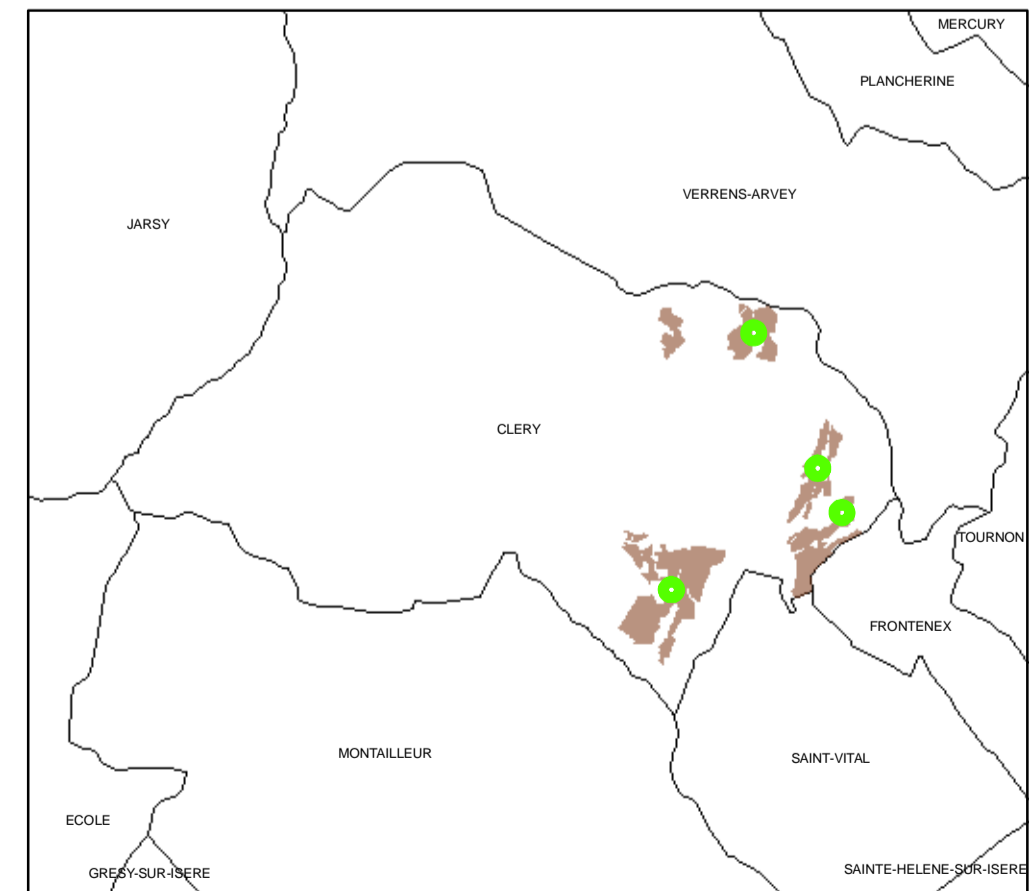 MERCURY
PLANCHERINE
VERRENS-ARVEY
JARSY
CLERY
TOURNON
FRONTENEX
MONTAILLEUR
SAINT-VITAL
ECOLE
GRESY-SUR-ISERE
SAINTE-HELENE-SUR-ISERE